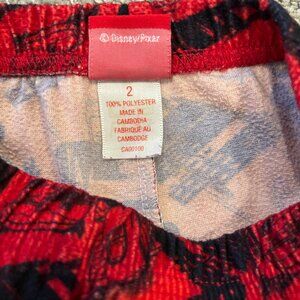 © Disney/Pixar
2
100% POLYESTER
MADE IN
CAMBODIA
FABRIQUÉ AU
CAMBODGE
CA00100